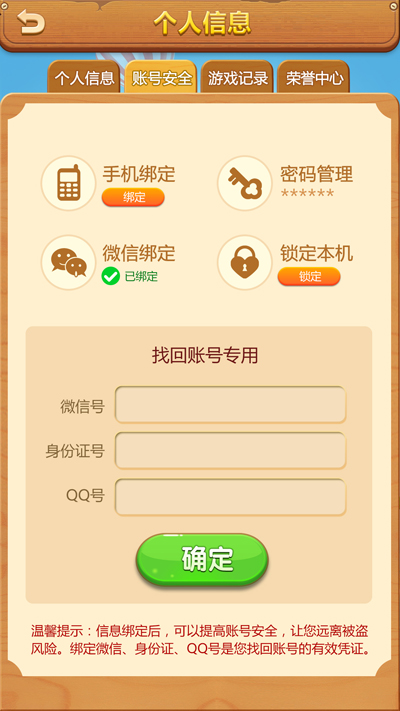 个人信息
个人信息 账号安全 游戏记录 荣誉中心
手机绑定 密码管理
绑定 ******
微信绑定 锁定本机
已绑定 锁定
找回账号专用
微信号
身份证号
QQ号
确定
温馨提示：信息绑定后，可以提高账号安全，让您远离被盗
风险。绑定微信、身份证、QQ号是您找回账号的有效凭证。